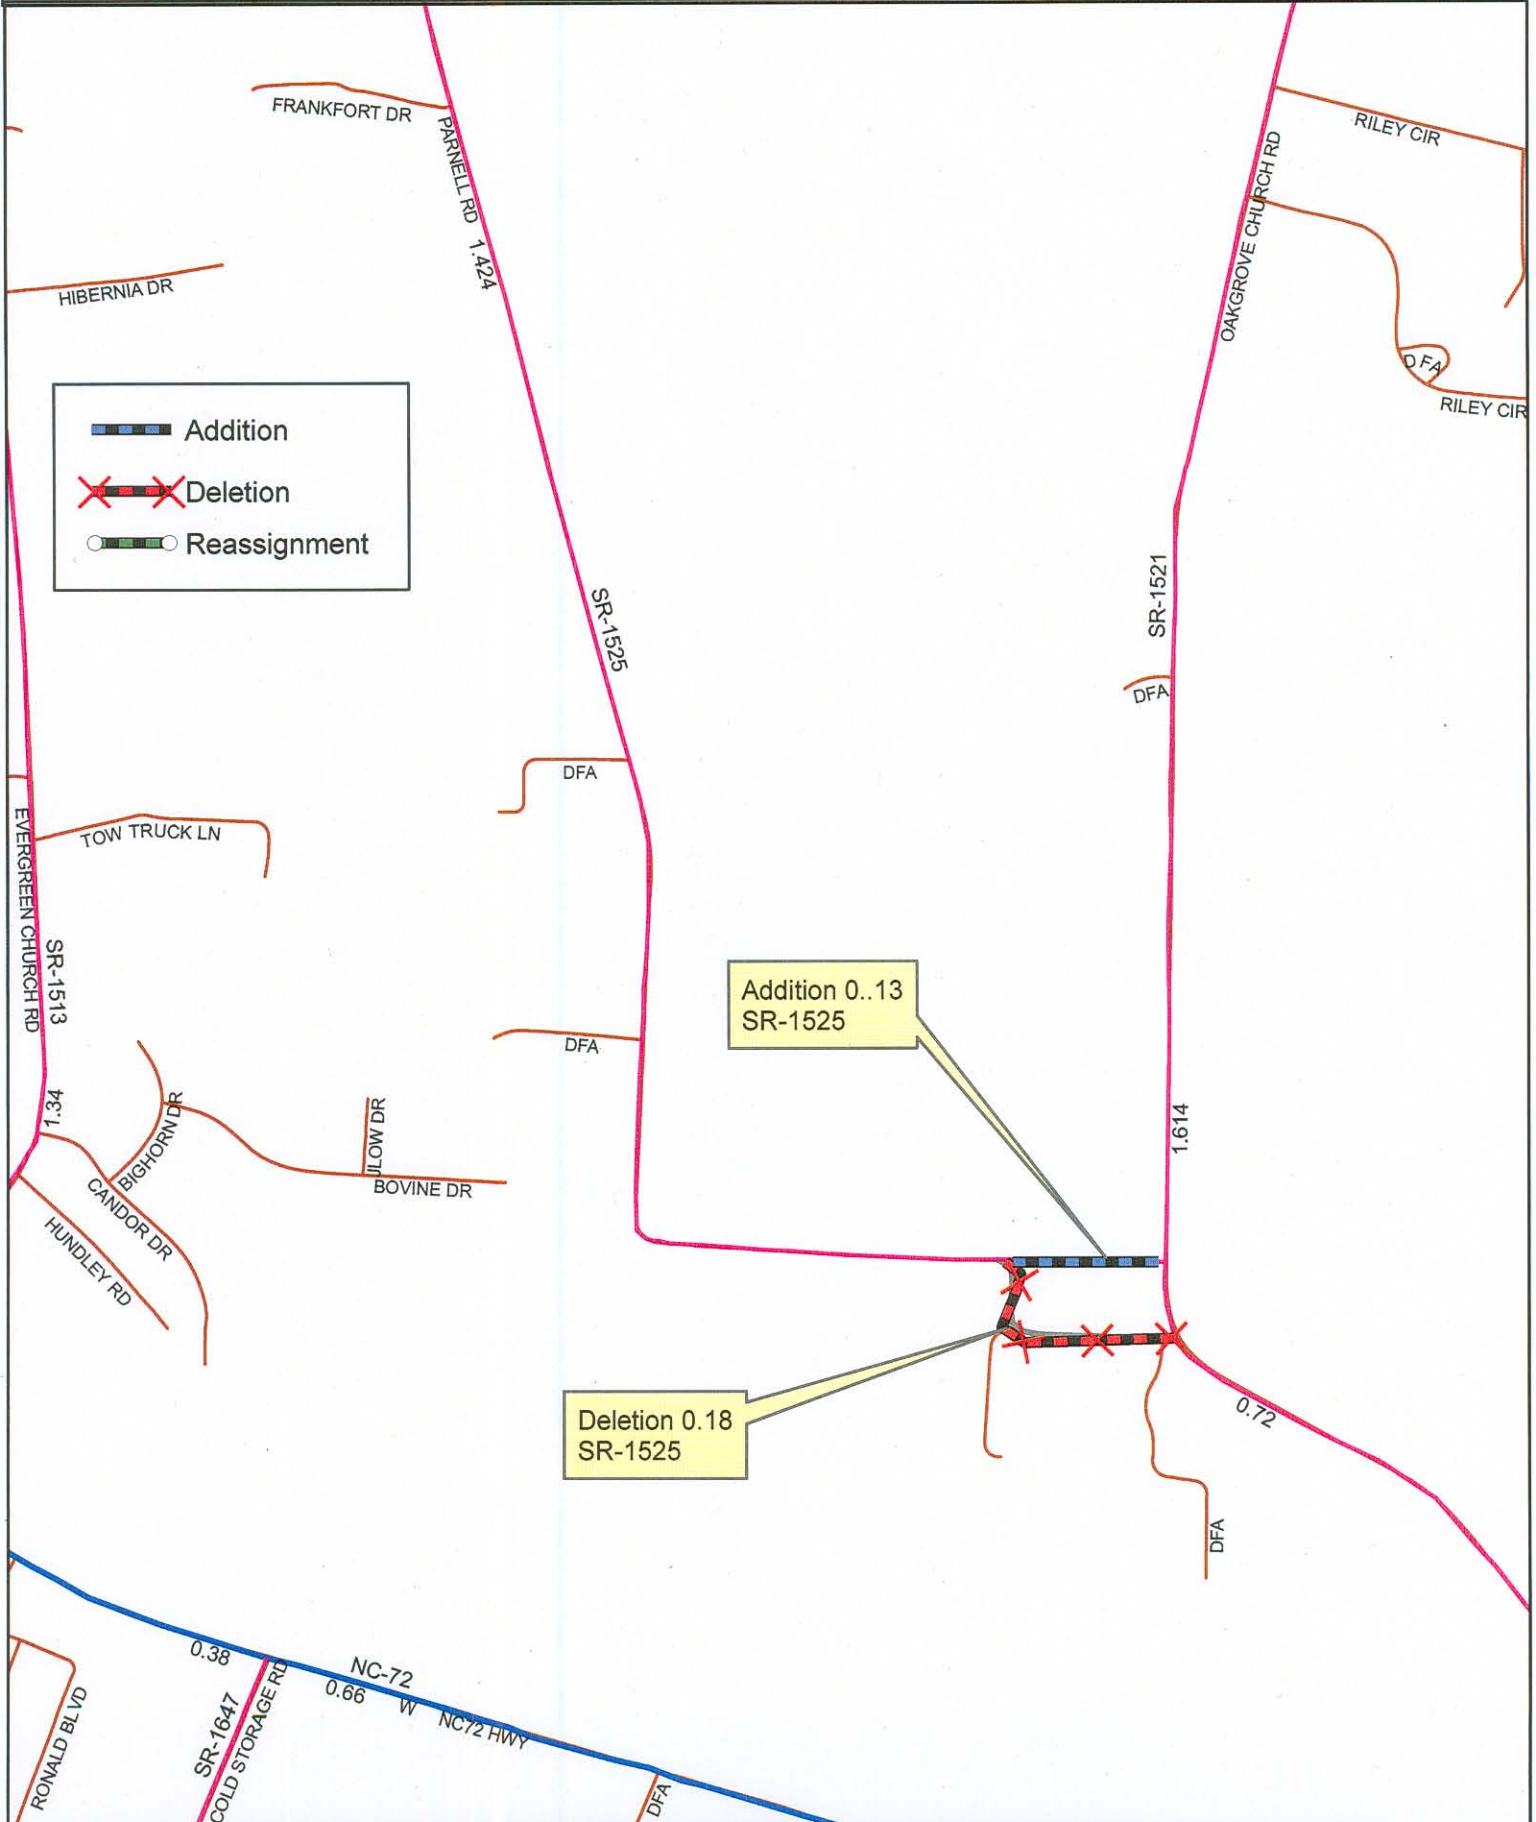 FRANKFORT DR
PARNELL RD
1.424
RILEY CIR
OAKGROVE CHURCH RD
HIBERNIA DR
D FA
RILEY CIR
Addition
Deletion
Reassignment
SR-1525
SR-1521
DFA
DFA
TOW TRUCK LN
EVERGREEN CHURCH RD
SR-1513
Addition 0..13
SR-1525
DFA
1.34
BIGHORN DR
JLOW DR
BOVINE DR
CANDOR DR
HUNDLEY RD
1.614
Deletion 0.18
SR-1525
0.72
DFA
0.38
NC-72
0.66
W NC72 HWY
SR-1647
COLD STORAGE RD
RONALD BLVD
DFA